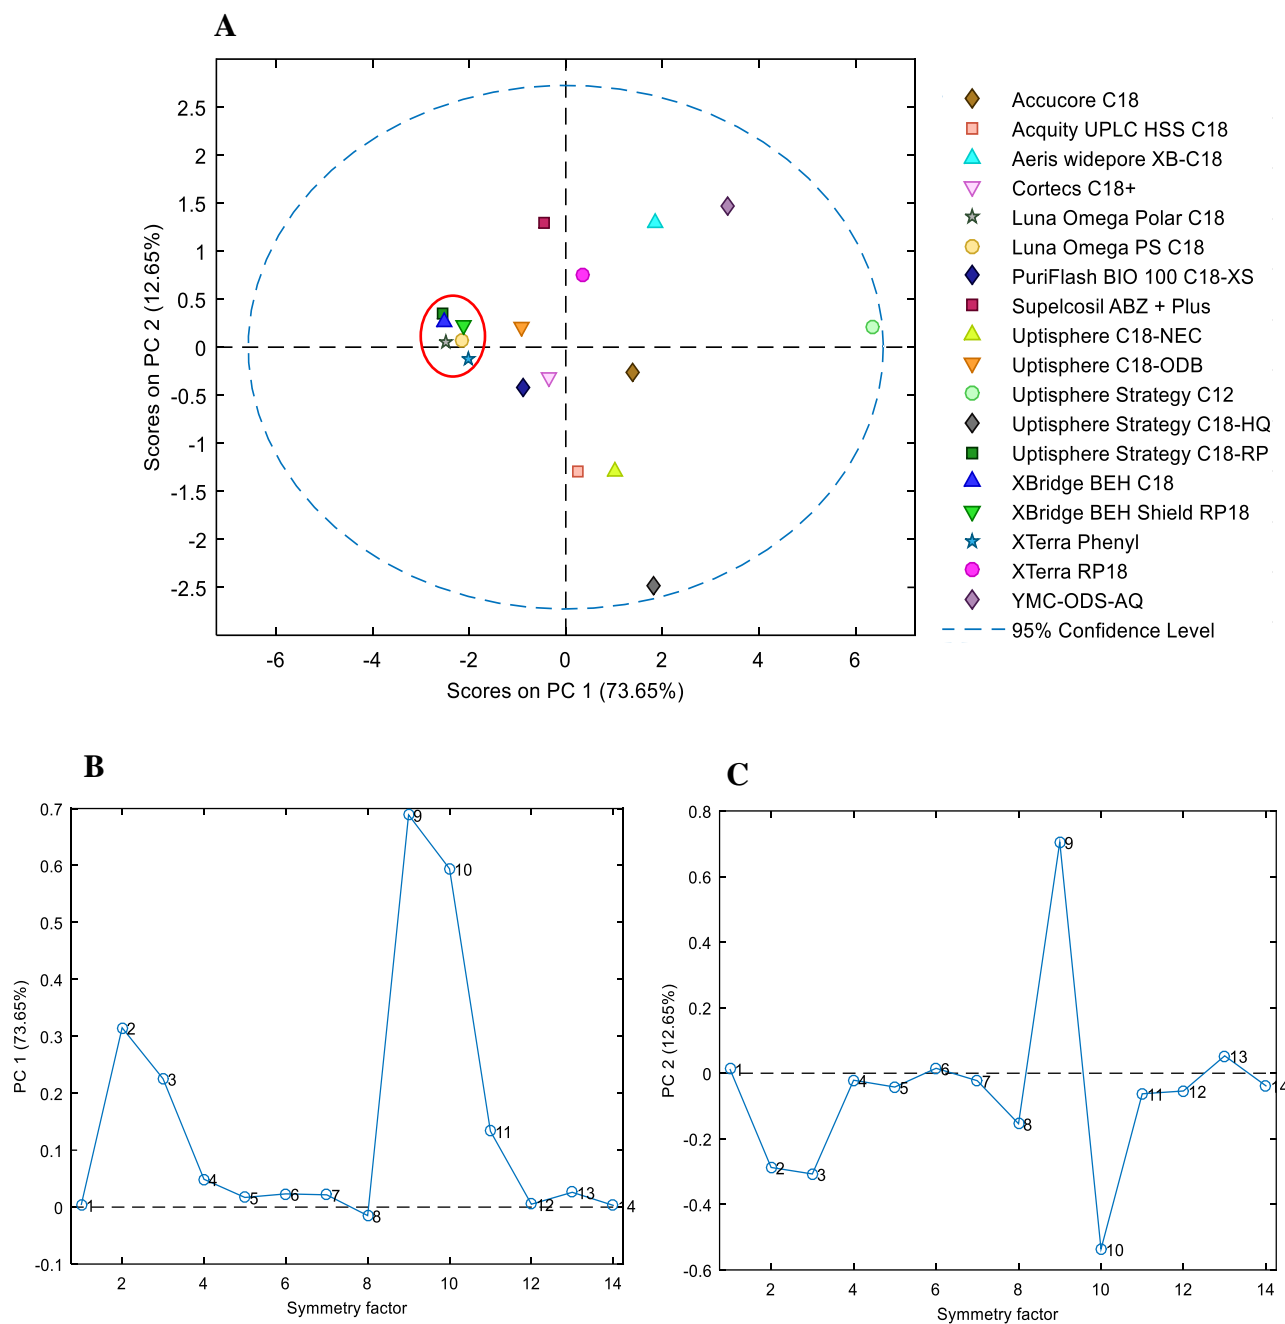 A
2.5
2
1.5
1
0.5
0
-0.5
-1
-1.5
-2
-2.5
Scores on PC 2 (12.65%)
-6 -4 -2 0 2 4 6
Scores on PC 1 (73.65%)
Accucore C18
Acquity UPLC HSS C18
Aeris widepore XB-C18
Cortecs C18+
Luna Omega Polar C18
Luna Omega PS C18
PuriFlash BIO 100 C18-XS
Supelcosil ABZ + Plus
Uptisphere C18-NEC
Uptisphere C18-ODB
Uptisphere Strategy C12
Uptisphere Strategy C18-HQ
Uptisphere Strategy C18-RP
XBridge BEH C18
XBridge BEH Shield RP18
XTerra Phenyl
XTerra RP18
YMC-ODS-AQ
95% Confidence Level
B
0.7
0.6
0.5
0.4
0.3
0.2
0.1
0
-0.1
PC 1 (73.65%)
1 2 3 4 5 6 7 8 9 10 11 12 13 4
2 4 6 8 10 12 14
Symmetry factor
C
0.8
0.6
0.4
0.2
0
-0.2
-0.4
-0.6
PC 2 (12.65%)
1 2 3 4 5 6 7 8 9 10 11 12 13 14
2 4 6 8 10 12 14
Symmetry factor